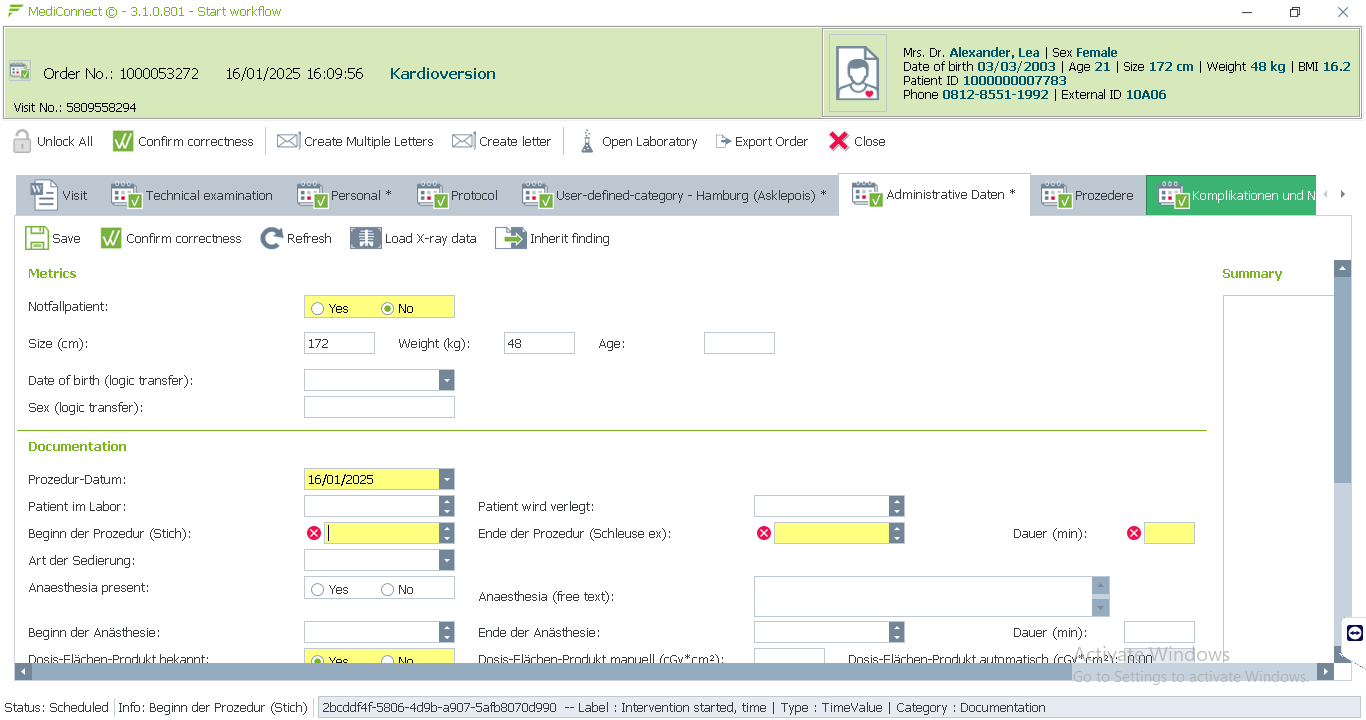 MediConnect © - 3.1.0.801 - Start workflow
Order No.: 1000053272 16/01/2025 16:09:56 Kardioversion
Visit No.: 5809558294
Mrs. Dr. Alexander, Lea | Sex Female
Date of birth 03/03/2003 | Age 21 | Size 172 cm | Weight 48 kg | BMI 16.2
Patient ID 1000000007783
Phone 0812-8551-1992 | External ID 10A06
Unlock All Confirm correctness Create Multiple Letters Create letter Open Laboratory Export Order Close
Visit Technical examination Personal * Protocol User-defined-category - Hamburg (Asklepois) * Administrative Daten * Prozedere Komplikationen und N
Save Confirm correctness Refresh Load X-ray data Inherit finding
Metrics Summary
Notfallpatient: Yes No
Size (cm): 172 Weight (kg): 48 Age:
Date of birth (logic transfer):
Sex (logic transfer):
Documentation
Prozedur-Datum: 16/01/2025
Patient im Labor: Patient wird verlegt:
Beginn der Prozedur (Stich): Ende der Prozedur (Schleuse ex): Dauer (min):
Art der Sedierung:
Anaesthesia present: Yes No Anaesthesia (free text):
Beginn der Anästhesie: Ende der Anästhesie: Dauer (min):
Dosis-Flächen-Produkt bekannt: Yes No Dosis-Flächen-Produkt manuell (cGy*cm²): Dosis-Flächen-Produkt automatisch (cGy*cm²): 0,00
Activate Windows
Go to Settings to activate Windows.
Status: Scheduled Info: Beginn der Prozedur (Stich) 2bcddf4f-5806-4d9b-a907-5afb8070d990 -- Label : Intervention started, time | Type : TimeValue | Category : Documentation